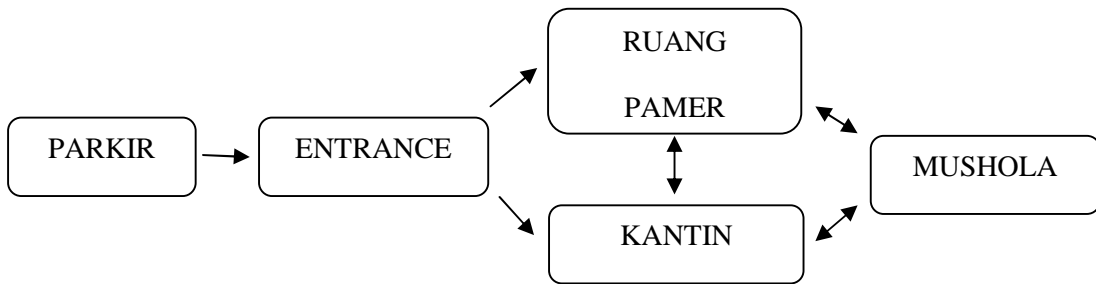 PARKIR
ENTRANCE
RUANG
PAMER
KANTIN
MUSHOLA